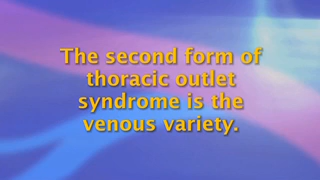 The second form of
thoracic outlet
syndrome is the
venous variety.